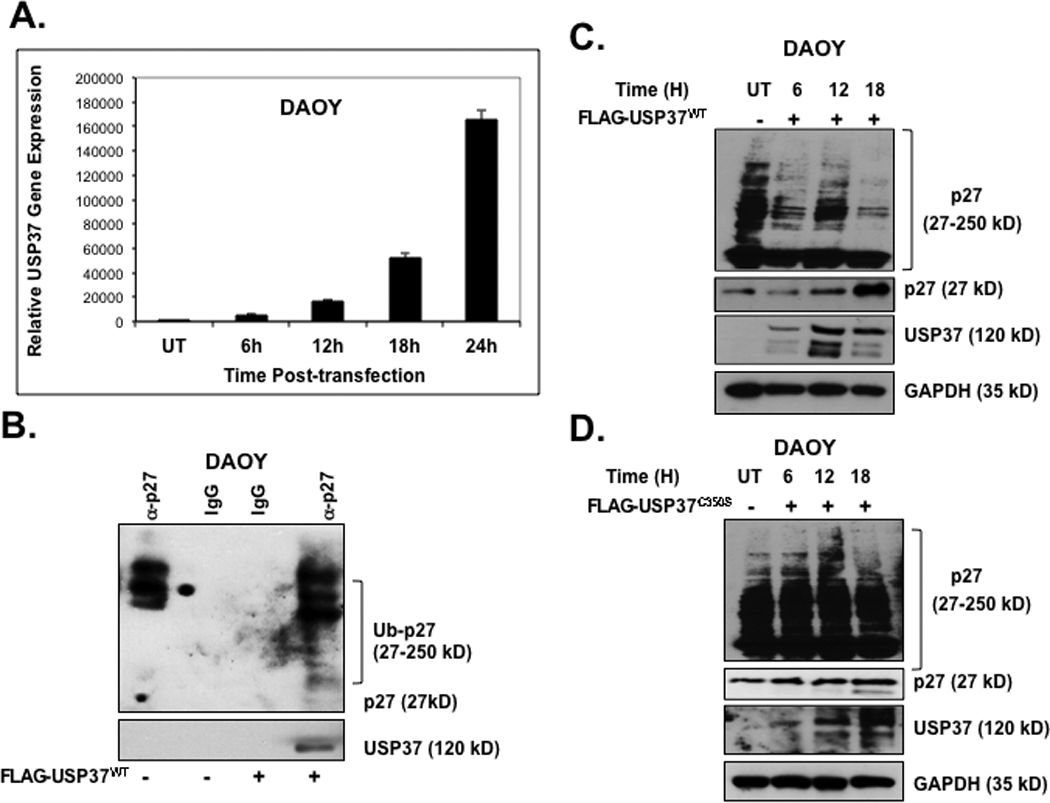 A.
DAOY
Relative USP37 Gene Expression
200000
180000
160000
140000
120000
100000
80000
60000
40000
20000
0
UT 6h 12h 18h 24h
Time Post-transfection
B.
DAOY
α-p27 IgG IgG α-p27
Ub-p27
(27-250 kD)
p27 (27kD)
USP37 (120 kD)
FLAG-USP37WT - - + +
C.
DAOY
Time (H) UT 6 12 18
FLAG-USP37WT - + + +
p27
(27-250 kD)
p27 (27 kD)
USP37 (120 kD)
GAPDH (35 kD)
D.
DAOY
Time (H) UT 6 12 18
FLAG-USP37C350S - + + +
p27
(27-250 kD)
p27 (27 kD)
USP37 (120 kD)
GAPDH (35 kD)